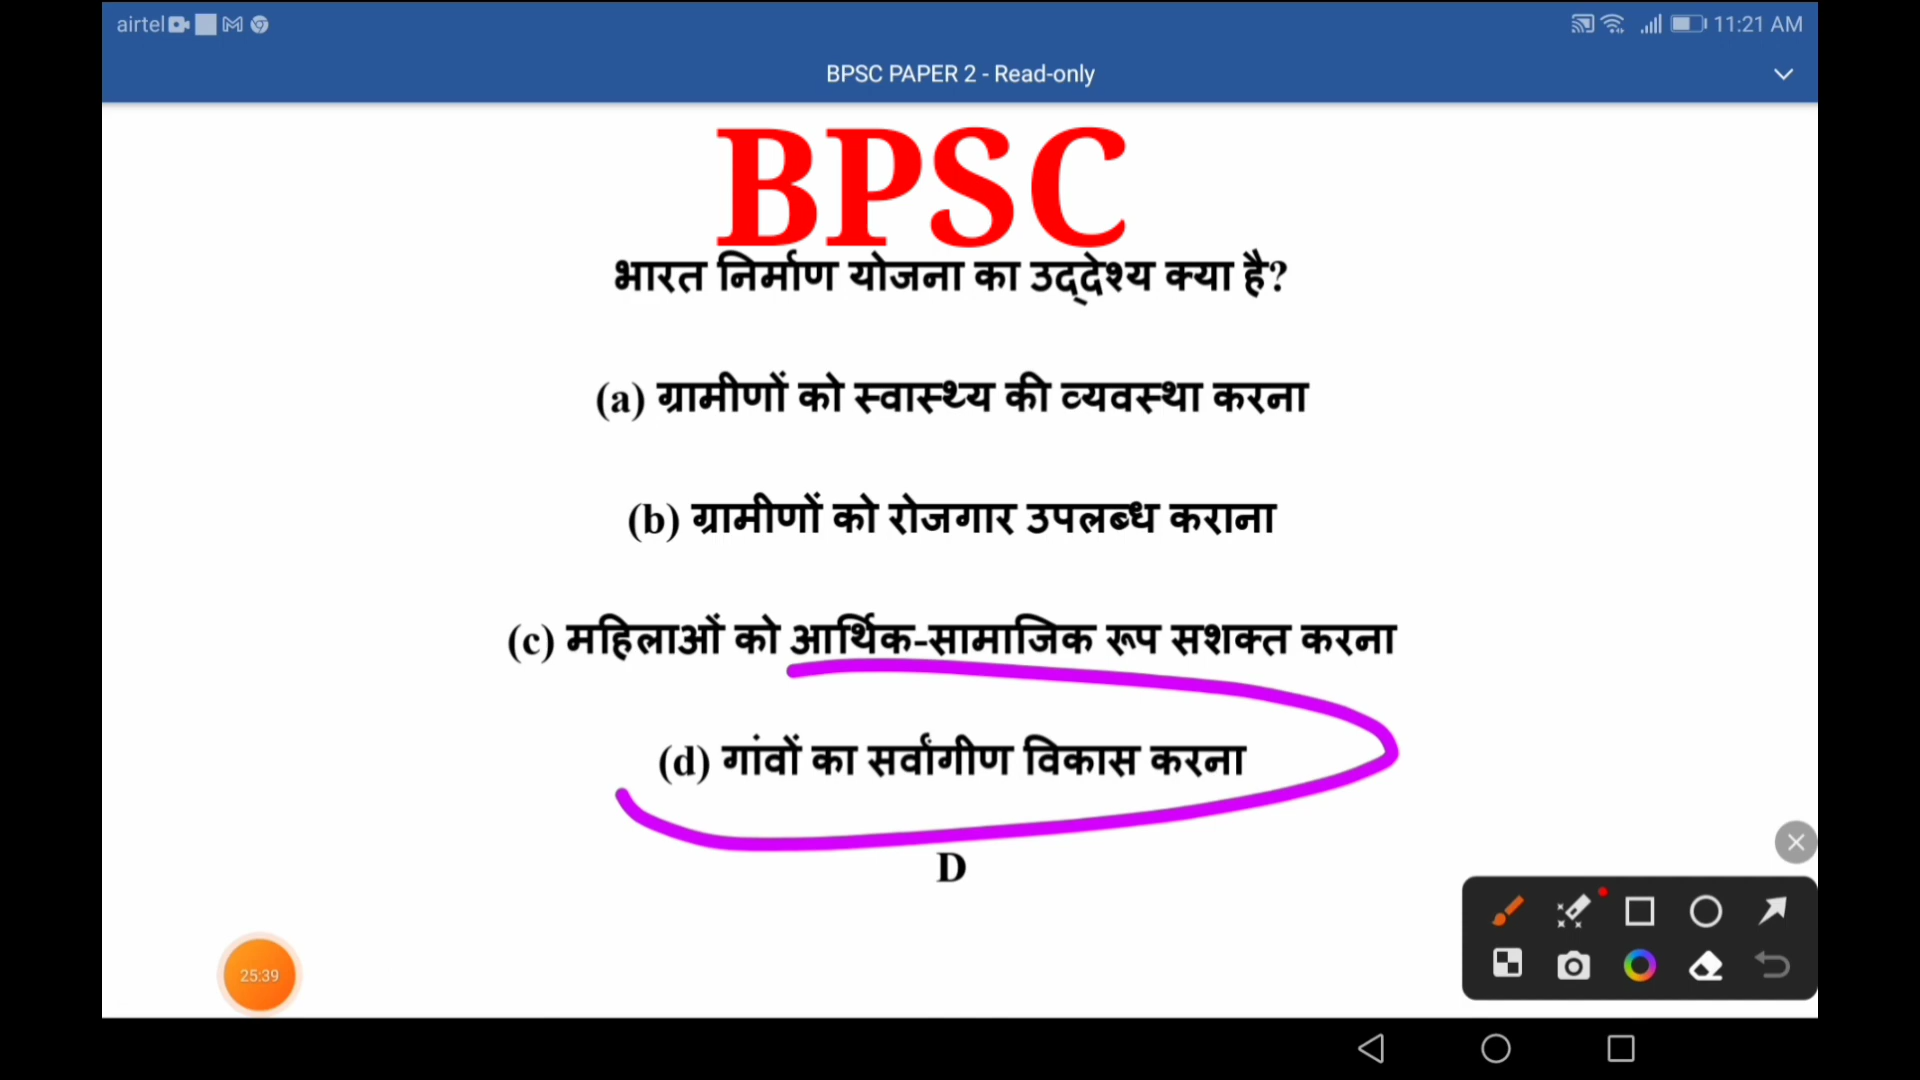 airtel
11:21 AM
BPSC PAPER 2 - Read-only
BPSC
भारत निर्माण योजना का उद्देश्य क्या है?
(a) ग्रामीणों को स्वास्थ्य की व्यवस्था करना
(b) ग्रामीणों को रोजगार उपलब्ध कराना
(c) महिलाओं को आर्थिक-सामाजिक रूप सशक्त करना
(d) गांवों का सर्वांगीण विकास करना
D
25:39